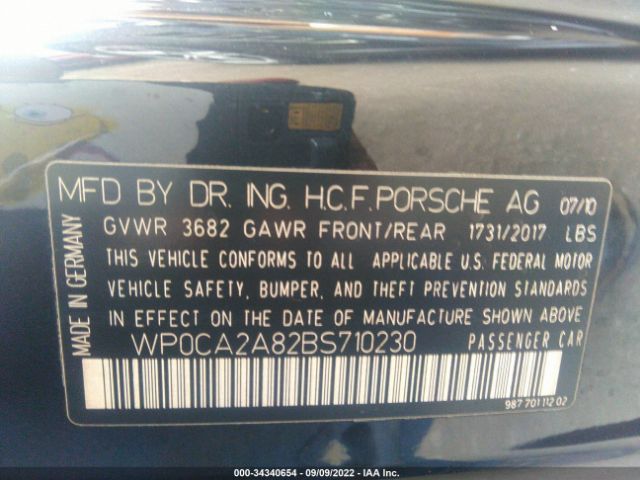 MFD BY DR. ING. H.C.F. PORSCHE AG 07/10
GVWR 3682 GAWR FRONT/REAR 1731/2017 LBS
THIS VEHICLE CONFORMS TO ALL APPLICABLE U.S. FEDERAL MOTOR
VEHICLE SAFETY, BUMPER, AND THEFT PREVENTION STANDARDS
IN EFFECT ON THE DATE OF MANUFACTURE SHOWN ABOVE
WP0CA2A82BS710230 PASSENGER CAR
987 701 112 02
MADE IN GERMANY
000-34340654 - 09/09/2022 - IAA Inc.